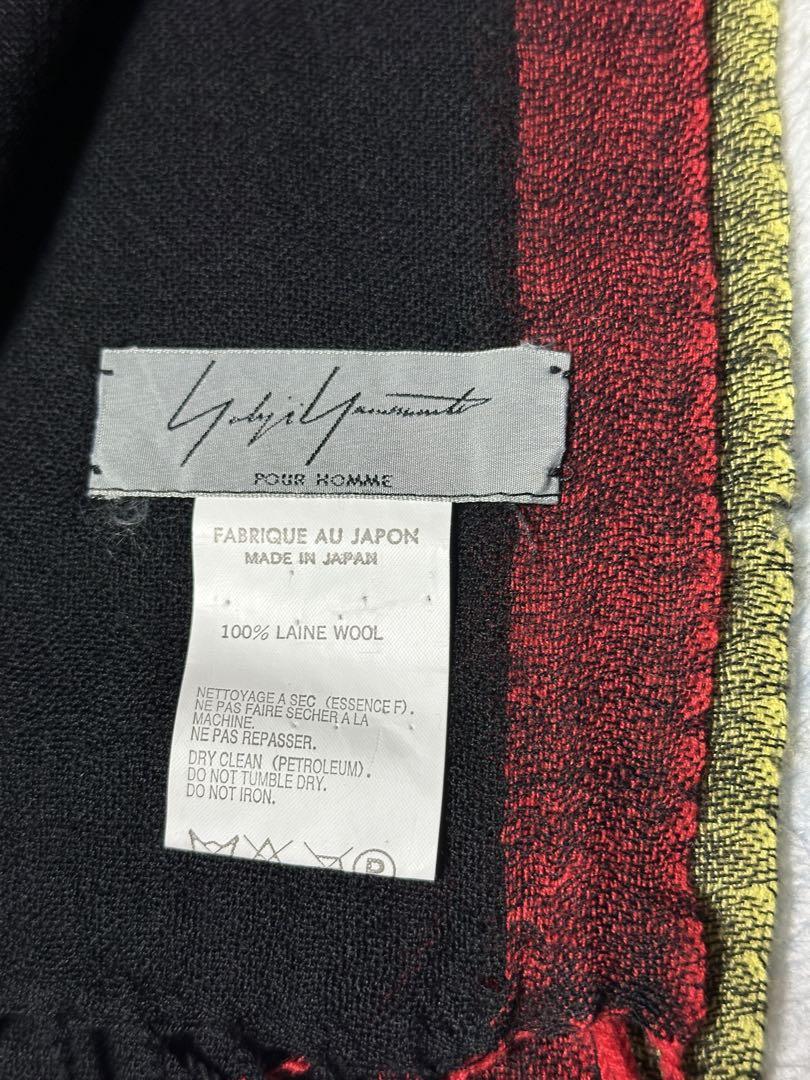 Yohji Yamamoto
POUR HOMME
FABRIQUE AU JAPON
MADE IN JAPAN
100% LAINE WOOL
NETTOYAGE A SEC (ESSENCE F).
NE PAS FAIRE SECHER A LA
MACHINE.
NE PAS REPASSER.
DRY CLEAN (PETROLEUM).
DO NOT TUMBLE DRY.
DO NOT IRON.
P